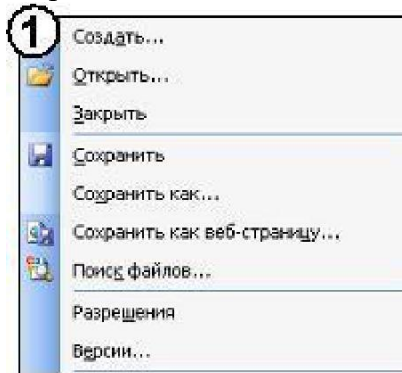 1
Создать...
Открыть...
Закрыть
Сохранить
Сохранить как...
Сохранить как веб-страницу...
Поиск файлов...
Разрешения
Версии...